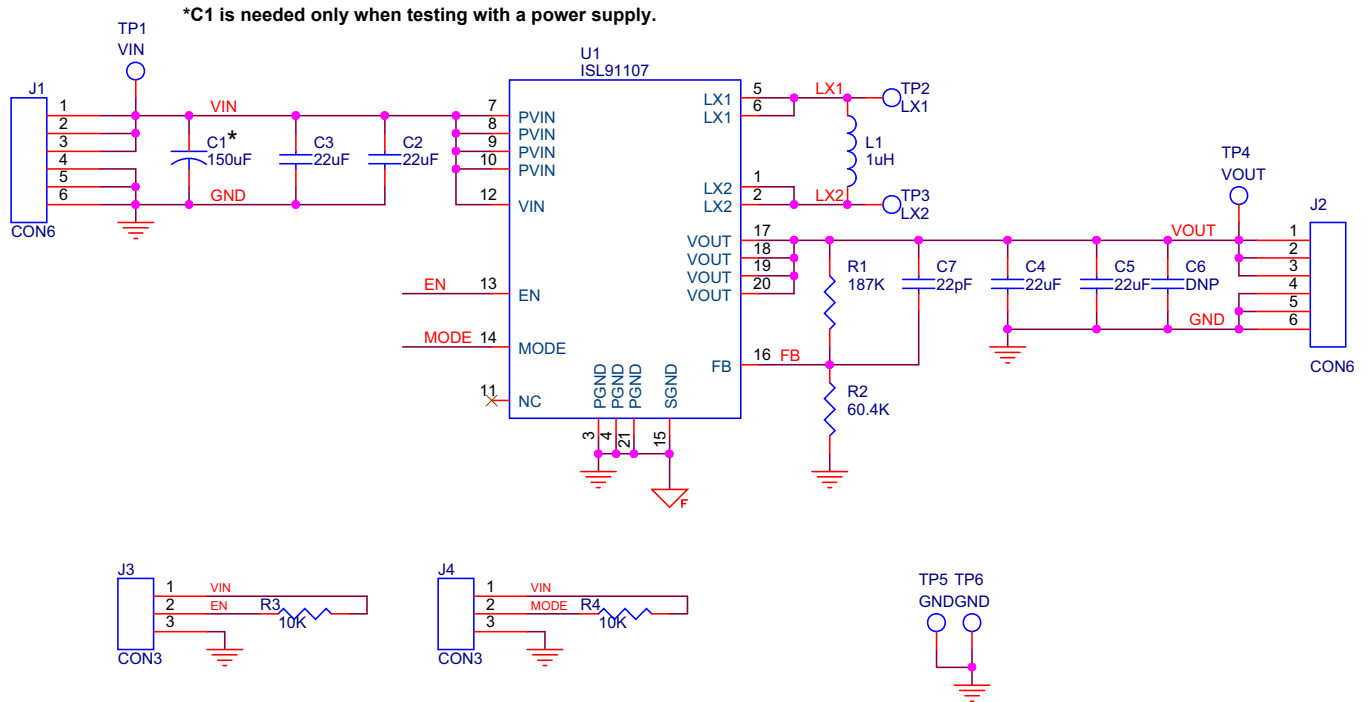 *C1 is needed only when testing with a power supply.
TP1
VIN
J1
1
2
3
4
5
6
CON6
VIN
GND
C1*
150uF
C3
22uF
C2
22uF
U1
ISL91107
7 PVIN
8 PVIN
9 PVIN
10 PVIN
12 VIN
EN 13 EN
MODE 14 MODE
11 NC
PGND 3
PGND 4
PGND 21
SGND 15
F
LX1 5 LX1
LX1 6
TP2
LX1
L1
1uH
LX2 1
LX2 2 LX2
TP3
LX2
VOUT 17
VOUT 18
VOUT 19
VOUT 20
FB 16 FB
R1
187K
R2
60.4K
C7
22pF
C4
22uF
C5
22uF
C6
DNP
TP4
VOUT
VOUT
GND
J2
1
2
3
4
5
6
CON6
J3
1 VIN
2 EN R3
10K
3
CON3
J4
1 VIN
2 MODE R4
10K
3
CON3
TP5 TP6
GND GND